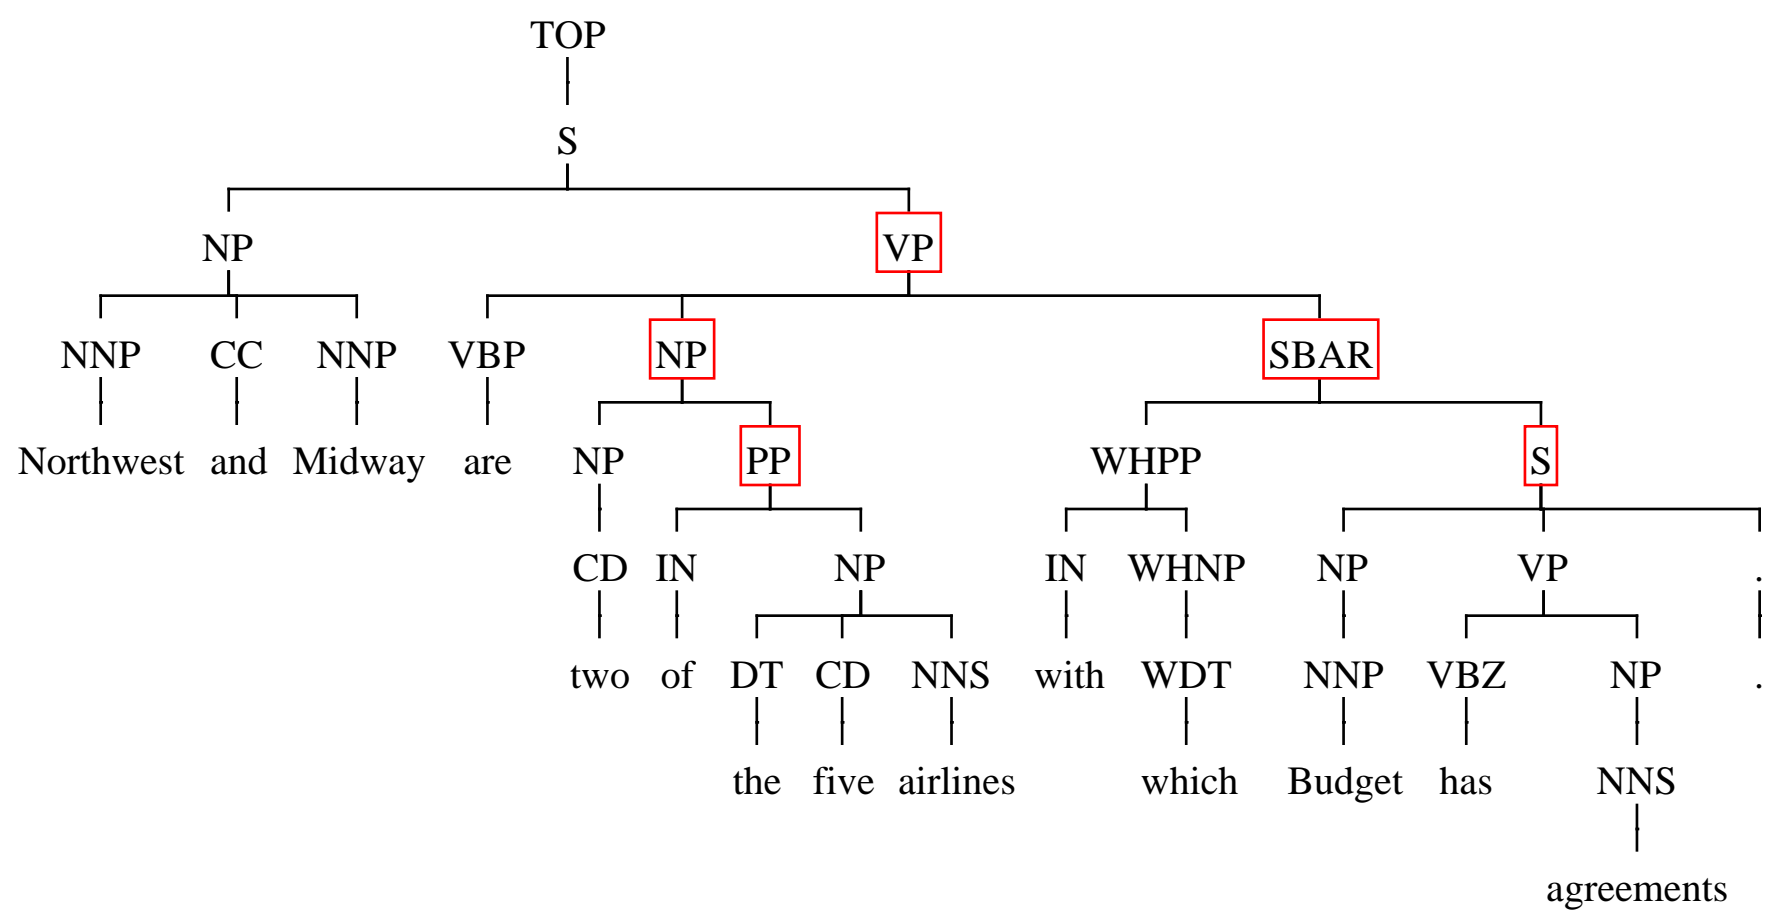 TOP
S
NP VP
NNP CC NNP VBP NP SBAR
Northwest and Midway are NP PP WHPP S
CD IN NP IN WHNP NP VP .
two of DT CD NNS with WDT NNP VBZ NP .
the five airlines which Budget has NNS
agreements